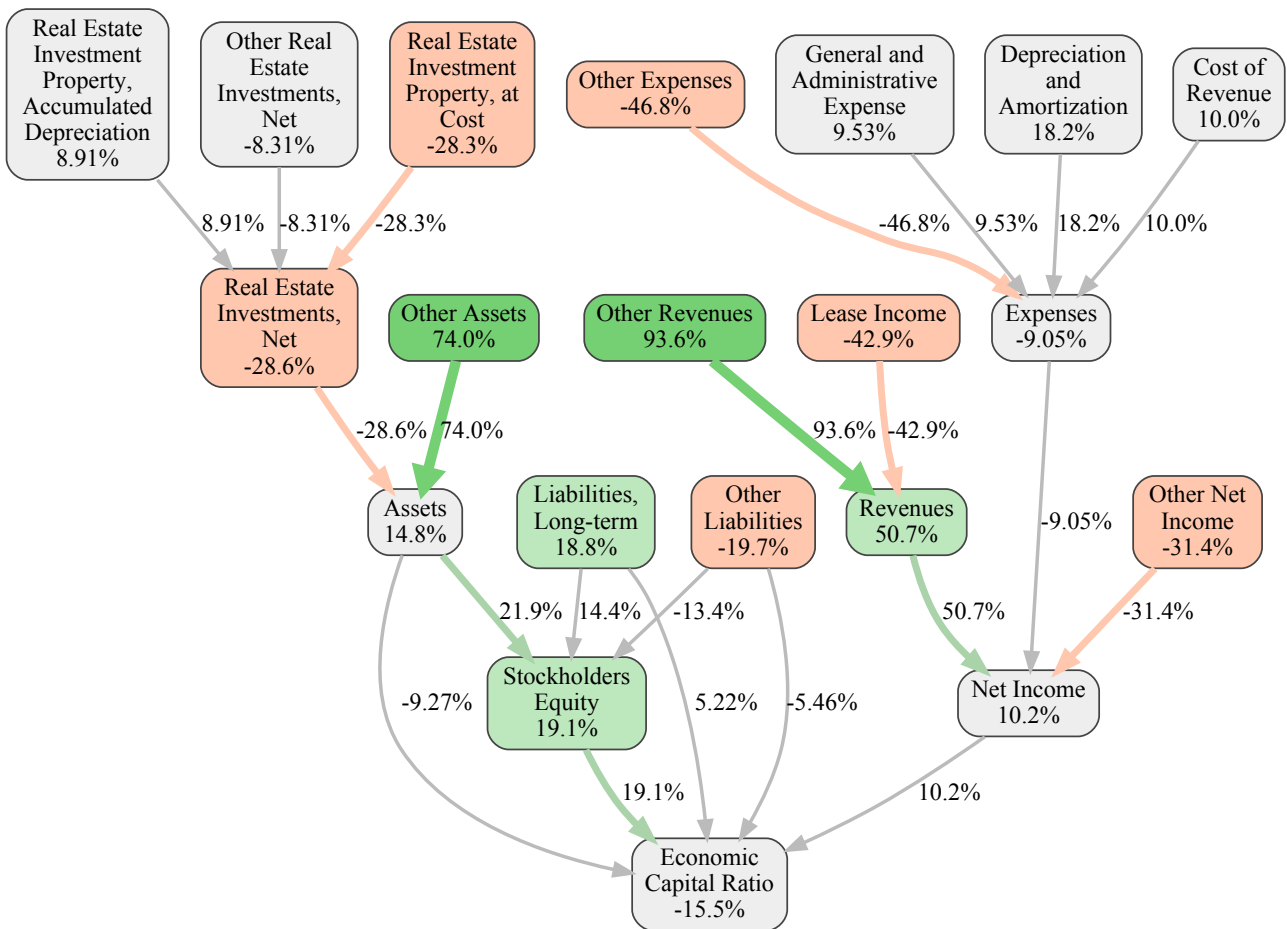 Real Estate
Investment
Property,
Accumulated
Depreciation
8.91%
Other Real
Estate
Investments,
Net
-8.31%
Real Estate
Investment
Property, at
Cost
-28.3%
Other Expenses
-46.8%
General and
Administrative
Expense
9.53%
Depreciation
and
Amortization
18.2%
Cost of
Revenue
10.0%
8.91%
-8.31%
-28.3%
-46.8%
9.53%
18.2%
10.0%
Real Estate
Investments,
Net
-28.6%
Other Assets
74.0%
Other Revenues
93.6%
Lease Income
-42.9%
Expenses
-9.05%
-28.6%
74.0%
93.6%
-42.9%
-9.05%
Assets
14.8%
Liabilities,
Long-term
18.8%
Other
Liabilities
-19.7%
Revenues
50.7%
Other Net
Income
-31.4%
21.9%
14.4%
-13.4%
50.7%
-31.4%
Stockholders
Equity
19.1%
Net Income
10.2%
-9.27%
5.22%
-5.46%
19.1%
10.2%
Economic
Capital Ratio
-15.5%